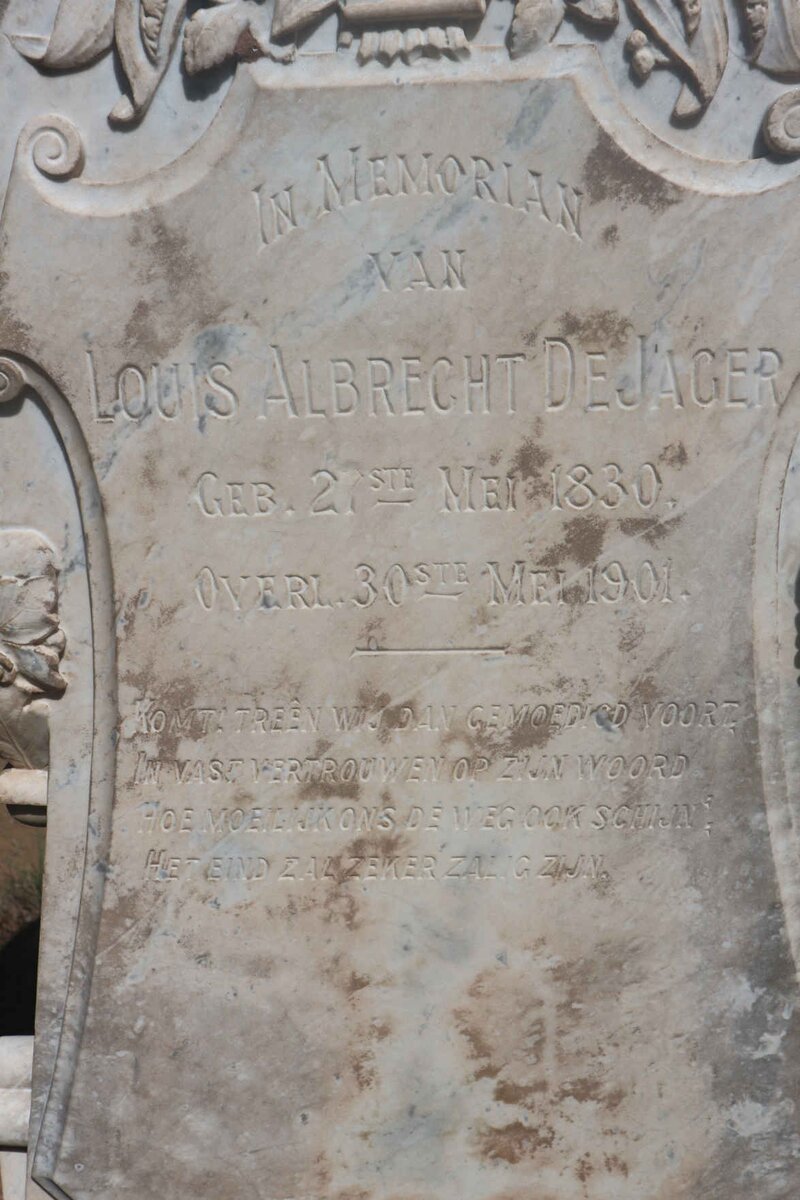 IN MEMORIAN
VAN
LOUIS ALBRECHT DE JAGER
GEB. 27STE MEI 1830.
OVERL. 30STE MEI 1901.
KOMT! TREÊN WIJ DAN GEMOEDIGD VOORT,
IN VAST VERTROUWEN OP ZIJN WOORD
HOE MOEILIJK ONS DE WEG OOK SCHIJN';
HET EIND ZAL ZEKER ZALIG ZIJN.